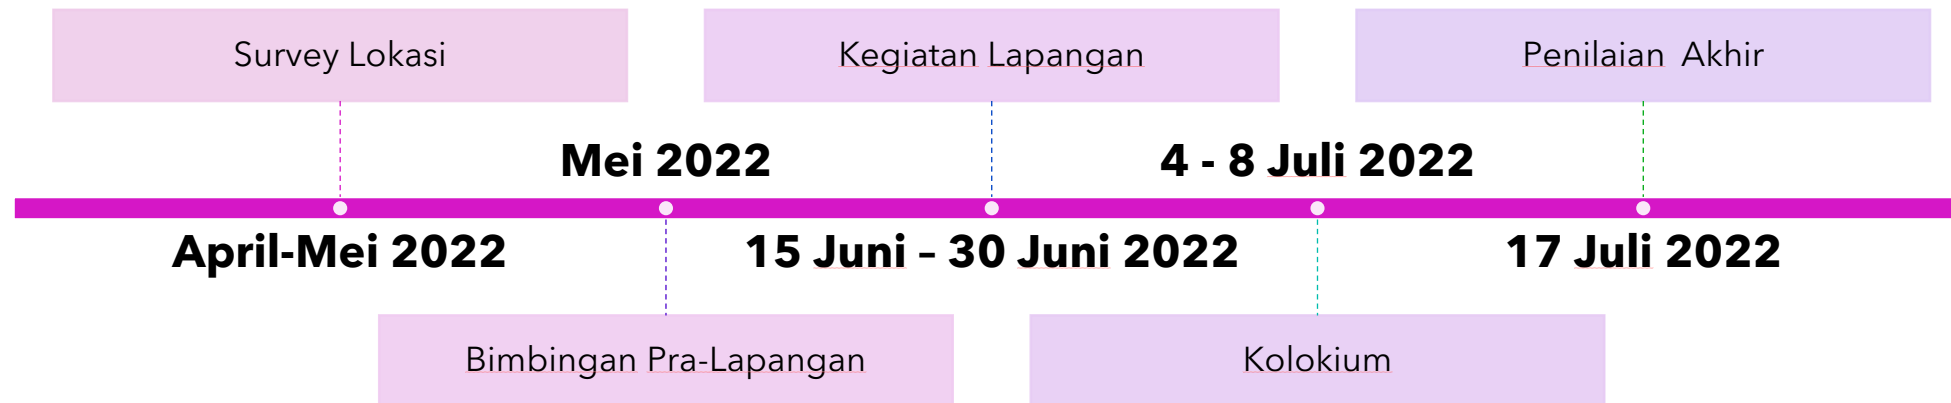 Survey Lokasi
Kegiatan Lapangan
Penilaian  Akhir
Mei 2022
4 - 8 Juli 2022
April-Mei 2022
15 Juni – 30 Juni 2022
17 Juli 2022
Bimbingan Pra-Lapangan
Kolokium